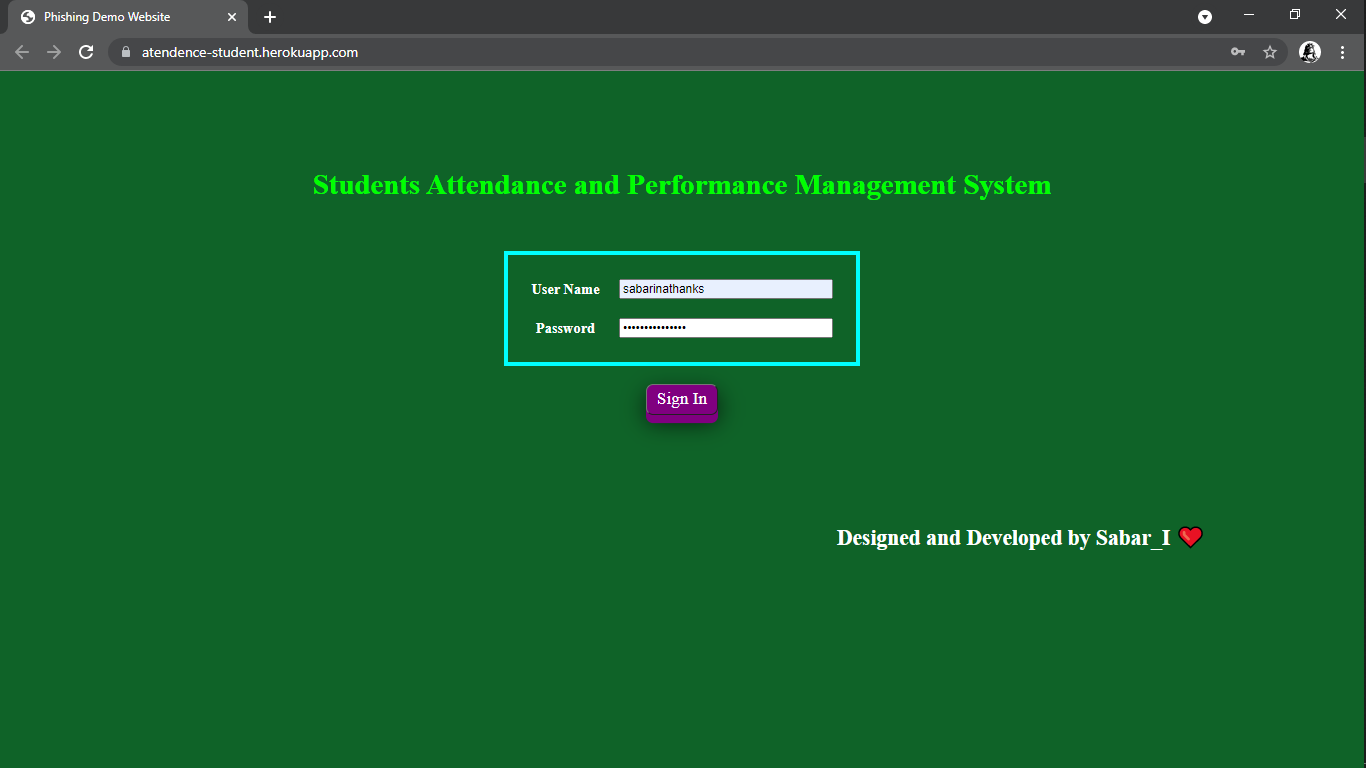 Phishing Demo Website
atendence-student.herokuapp.com
Students Attendance and Performance Management System
User Name sabarinathanks
Password •••••••••••••••
Sign In
Designed and Developed by Sabar_I ❤